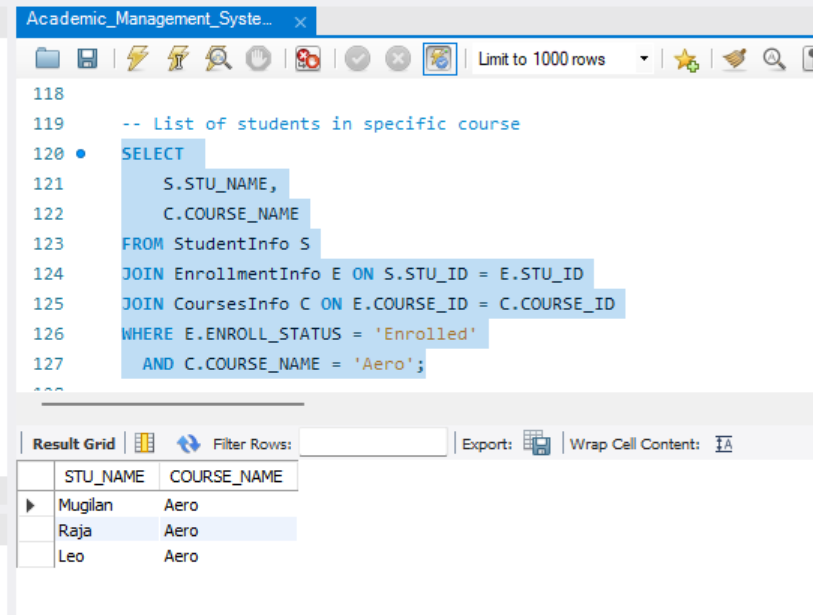 Academic_Management_Syste...
Limit to 1000 rows
118
119 -- List of students in specific course
120 SELECT
121 S.STU_NAME,
122 C.COURSE_NAME
123 FROM StudentInfo S
124 JOIN EnrollmentInfo E ON S.STU_ID = E.STU_ID
125 JOIN CoursesInfo C ON E.COURSE_ID = C.COURSE_ID
126 WHERE E.ENROLL_STATUS = 'Enrolled'
127 AND C.COURSE_NAME = 'Aero';
Result Grid Filter Rows: Export: Wrap Cell Content: IA
STU_NAME COURSE_NAME
Mugilan Aero
Raja Aero
Leo Aero